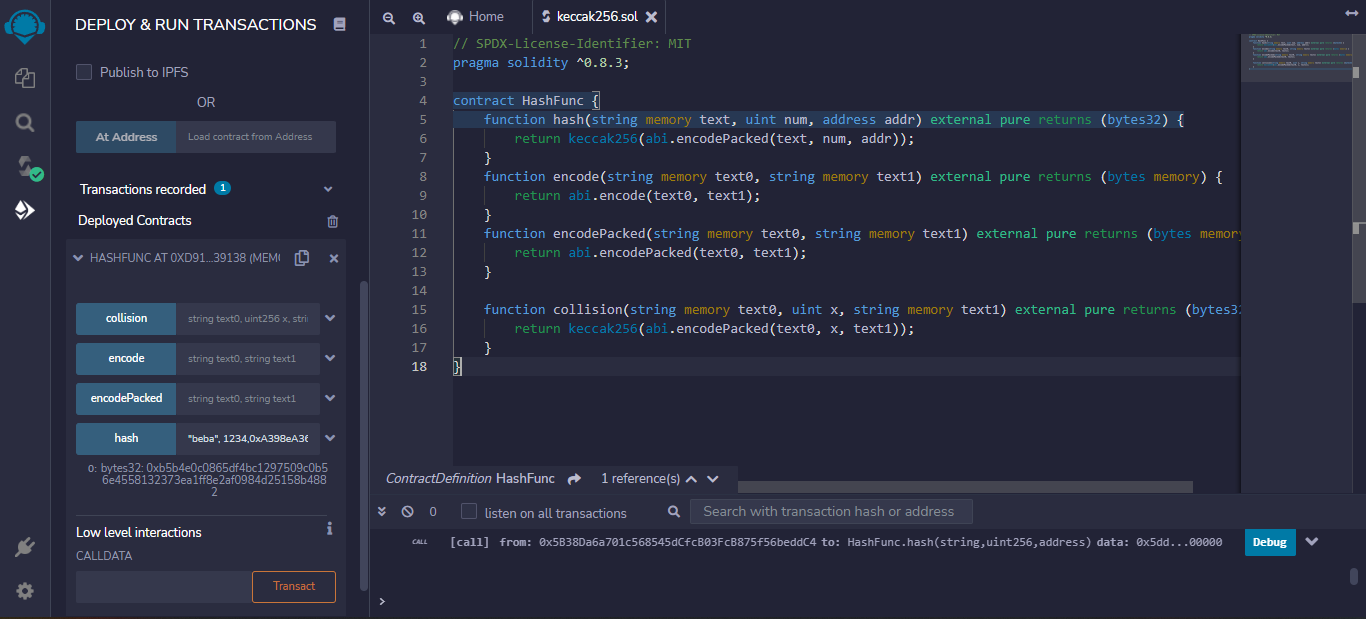 DEPLOY & RUN TRANSACTIONS
Publish to IPFS
OR
At Address
Load contract from Address
Transactions recorded 1
Deployed Contracts
HASHFUNC AT 0XD91...39138 (MEMO
collision string text0, uint256 x, stri
encode string text0, string text1
encodePacked string text0, string text1
hash "beba", 1234,0xA398eA36
0: bytes32: 0xb5b4e0c0865df4bc1297509c0b5
6e4558132373ea1ff8e2af0984d25158b488
2
Low level interactions
CALLDATA
Transact
Home
keccak256.sol
1 // SPDX-License-Identifier: MIT
2 pragma solidity ^0.8.3;
3
4 contract HashFunc {
5 function hash(string memory text, uint num, address addr) external pure returns (bytes32) {
6 return keccak256(abi.encodePacked(text, num, addr));
7 }
8 function encode(string memory text0, string memory text1) external pure returns (bytes memory) {
9 return abi.encode(text0, text1);
10 }
11 function encodePacked(string memory text0, string memory text1) external pure returns (bytes memory
12 return abi.encodePacked(text0, text1);
13 }
14
15 function collision(string memory text0, uint x, string memory text1) external pure returns (bytes32
16 return keccak256(abi.encodePacked(text0, x, text1));
17 }
18 }
ContractDefinition HashFunc 1 reference(s)
0 listen on all transactions Search with transaction hash or address
CALL [call] from: 0x5B38Da6a701c568545dCfcB03FcB875f56beddC4 to: HashFunc.hash(string,uint256,address) data: 0x5dd...00000 Debug
>